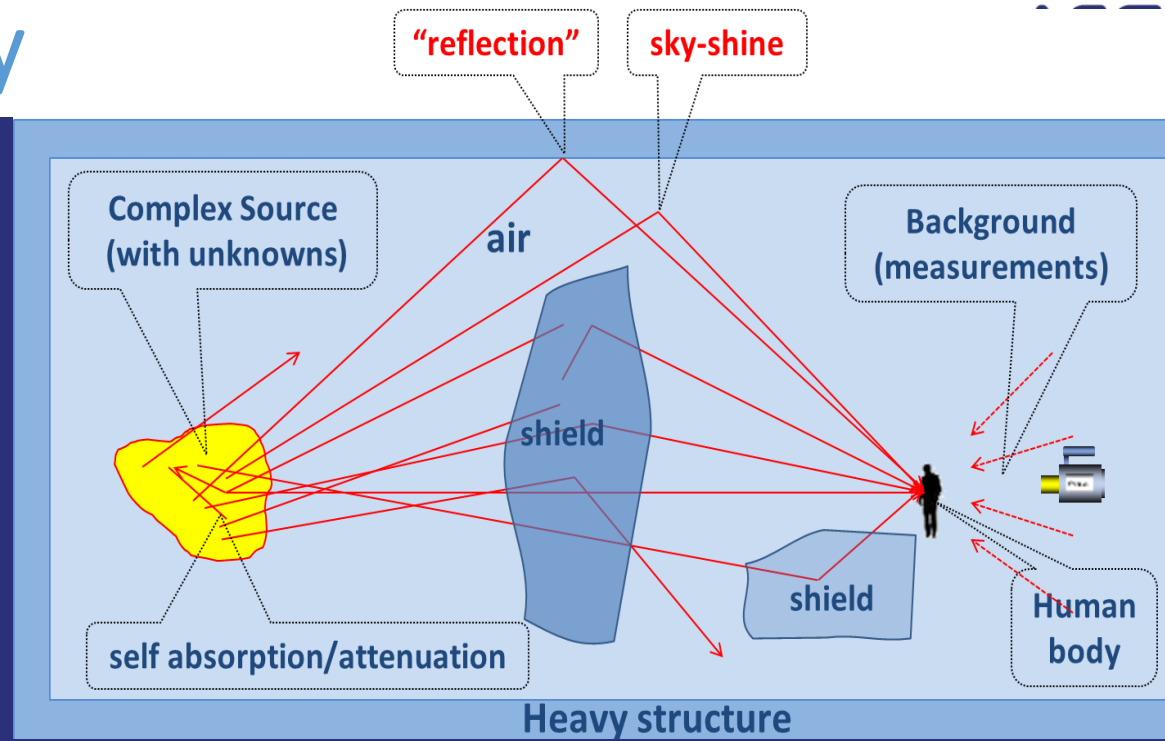 y
“reflection”
sky-shine
Complex Source
(with unknowns)
air
Background
(measurements)
shield
shield
self absorption/attenuation
Human
body
Heavy structure